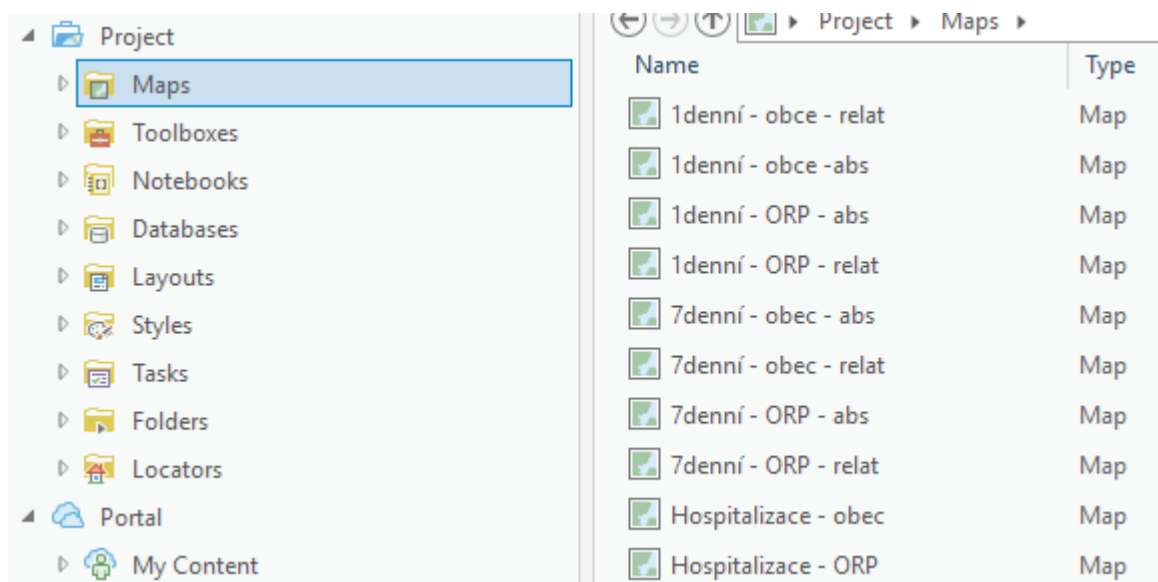 Project
Maps
Toolboxes
Notebooks
Databases
Layouts
Styles
Tasks
Folders
Locators
Portal
My Content
Project Maps
Name Type
1denní - obce - relat Map
1denní - obce -abs Map
1denní - ORP - abs Map
1denní - ORP - relat Map
7denní - obec - abs Map
7denní - obec - relat Map
7denní - ORP - abs Map
7denní - ORP - relat Map
Hospitalizace - obec Map
Hospitalizace - ORP Map